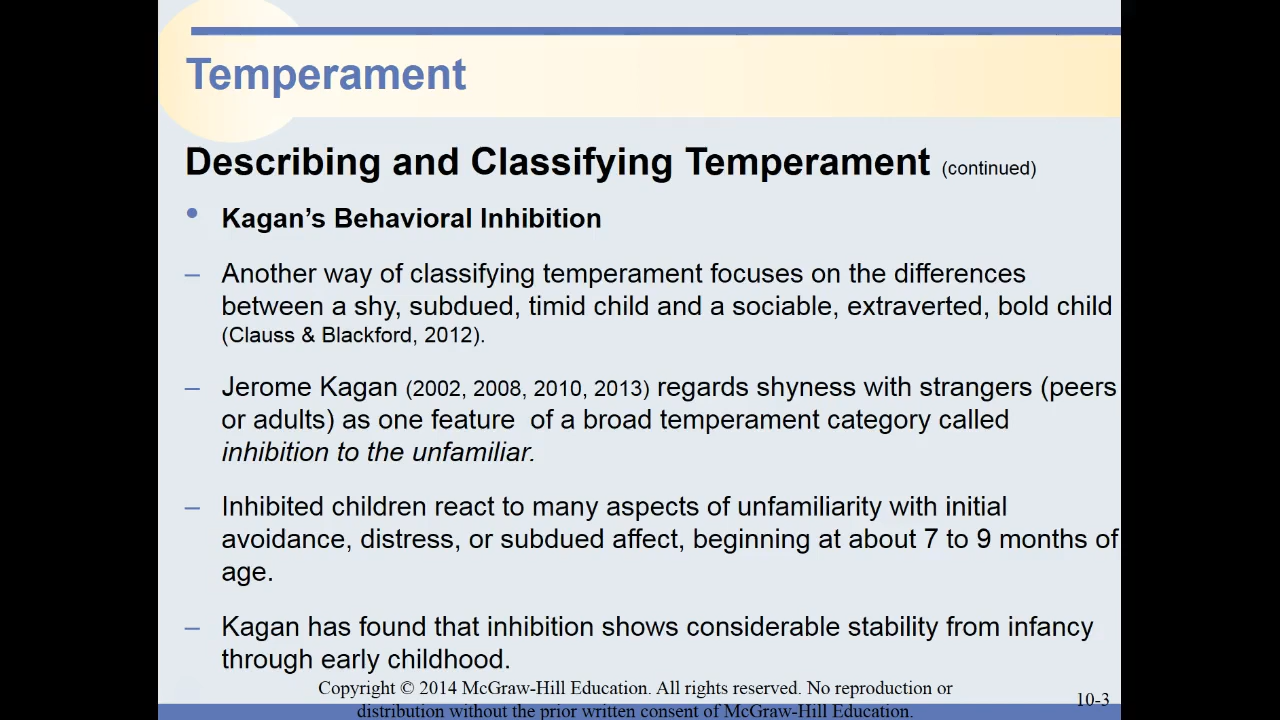 Temperament
Describing and Classifying Temperament (continued)
• Kagan’s Behavioral Inhibition
– Another way of classifying temperament focuses on the differences
between a shy, subdued, timid child and a sociable, extraverted, bold child
(Clauss & Blackford, 2012).
– Jerome Kagan (2002, 2008, 2010, 2013) regards shyness with strangers (peers
or adults) as one feature  of a broad temperament category called
inhibition to the unfamiliar.
– Inhibited children react to many aspects of unfamiliarity with initial
avoidance, distress, or subdued affect, beginning at about 7 to 9 months of
age.
– Kagan has found that inhibition shows considerable stability from infancy
through early childhood.
Copyright © 2014 McGraw-Hill Education. All rights reserved. No reproduction or
distribution without the prior written consent of McGraw-Hill Education.
10-3